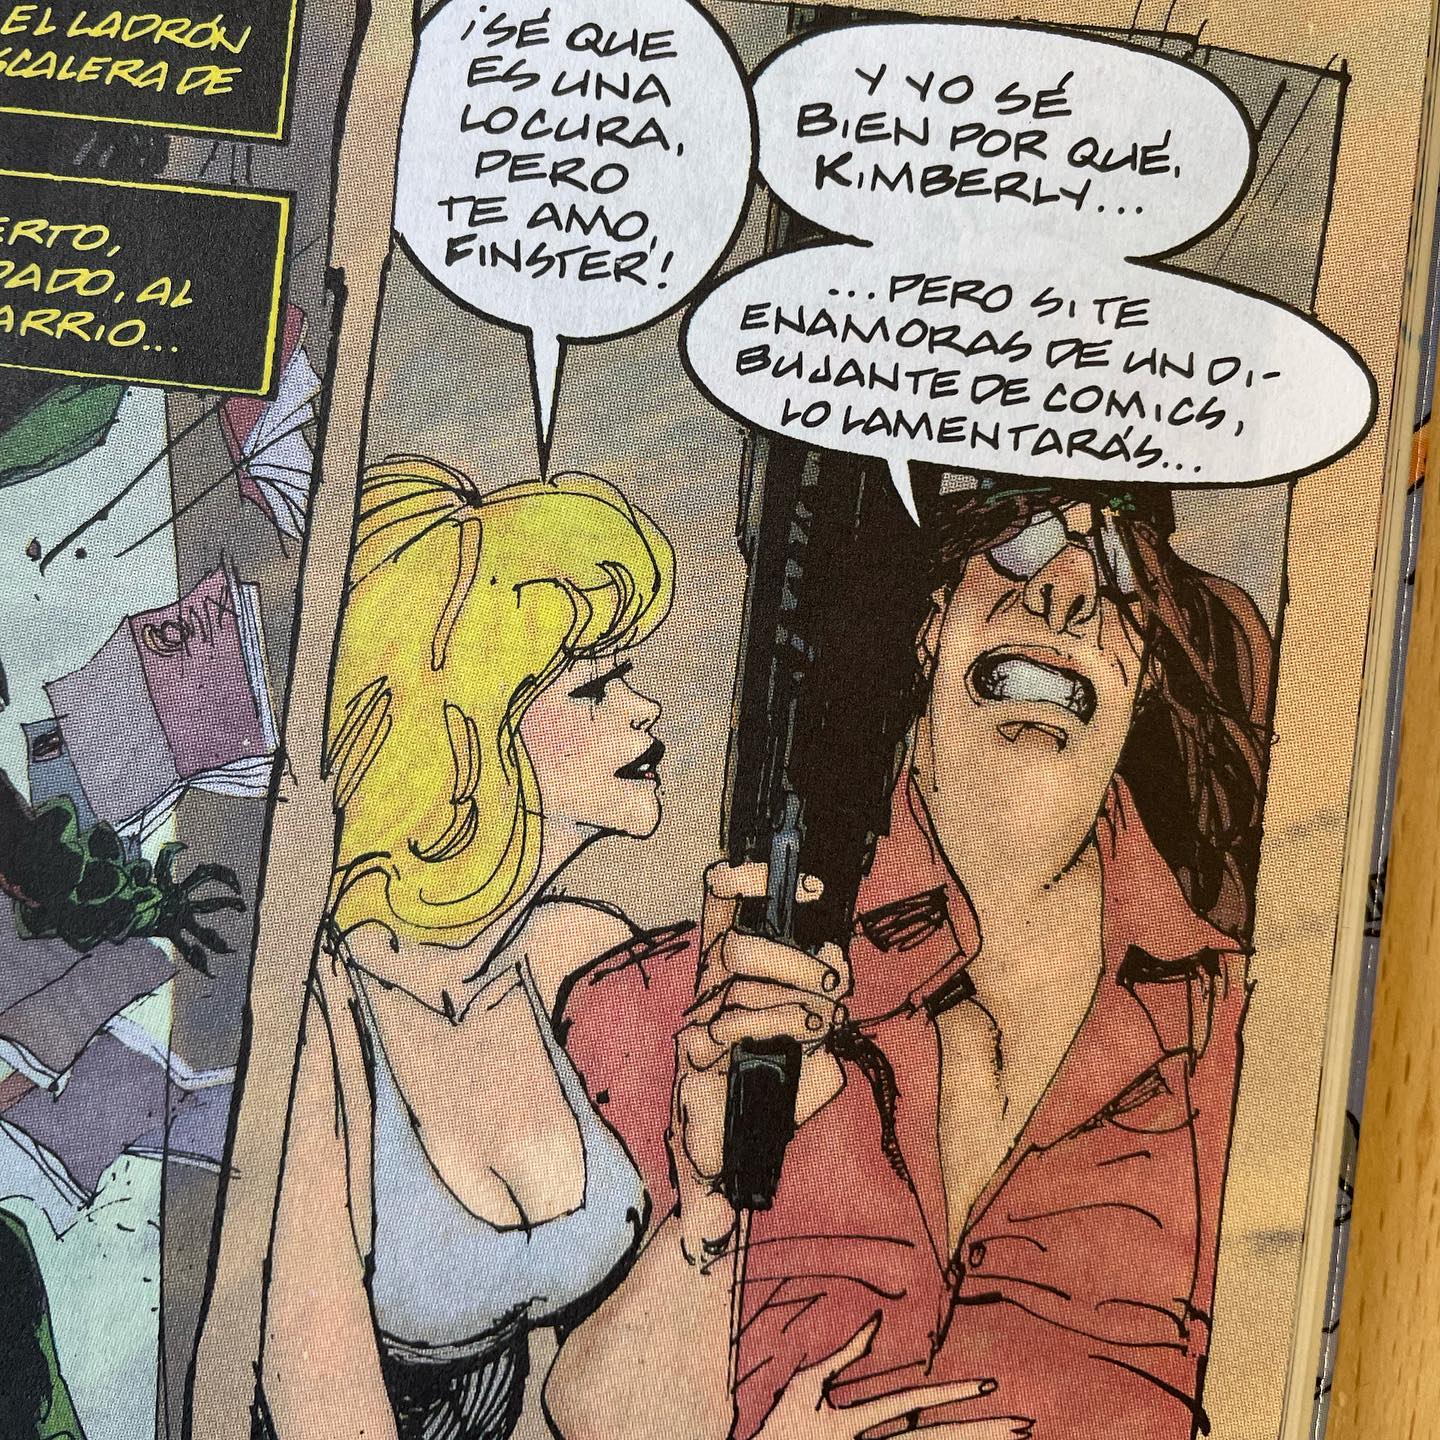 EL LADRÓN
SCALERA DE
ERTO,
PADO, AL
ARRIO...
COMIX
¡SÉ QUE
ES UNA
LOCURA,
PERO
TE AMO,
FINSTER!
Y YO SÉ
BIEN POR QUÉ,
KIMBERLY...
...PERO SI TE
ENAMORAS DE UN DI-
BUJANTE DE COMICS,
LO LAMENTARÁS...